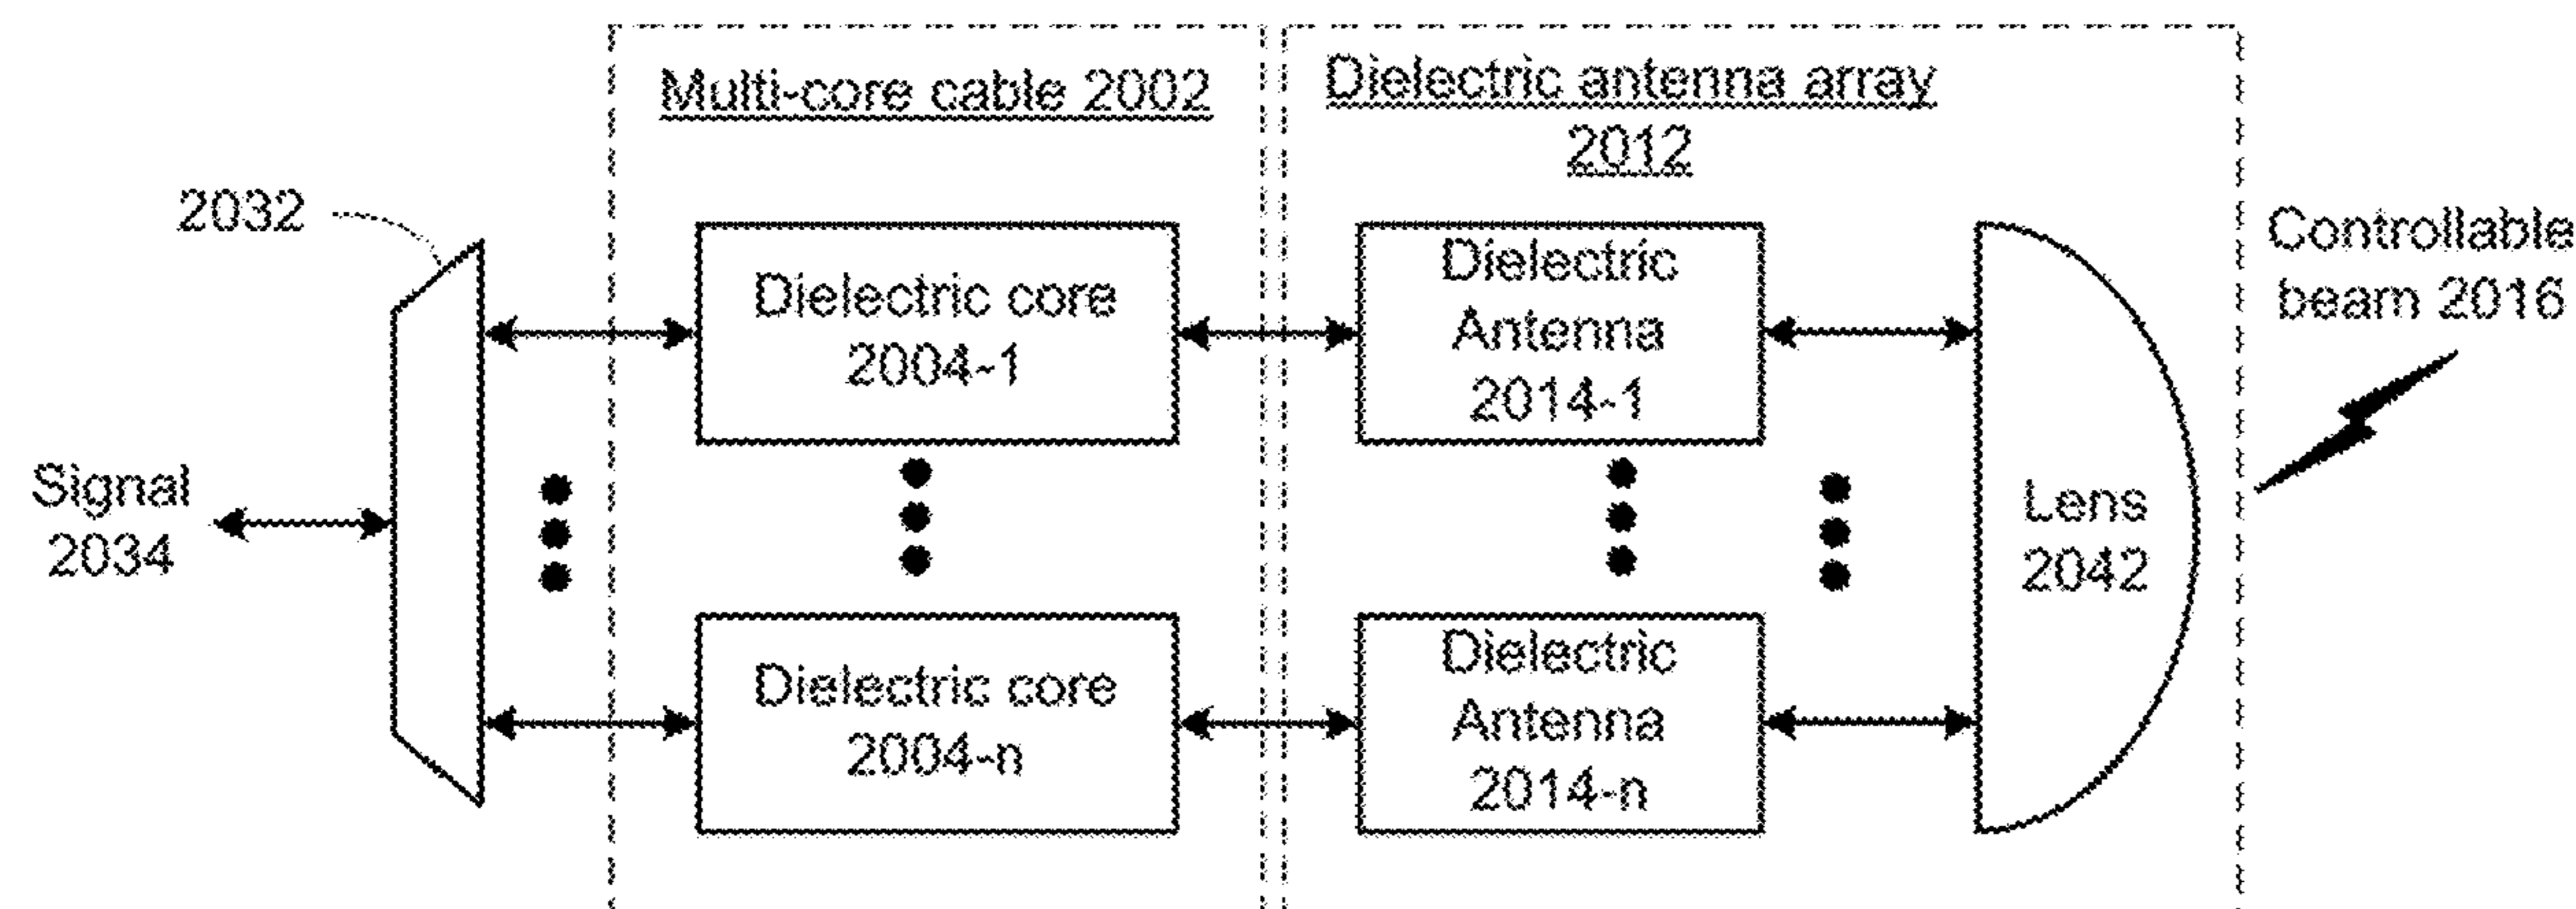 Multi-core cable 2002
Dielectric antenna array
2012
2032
Controllable
beam 2016
Dielectric core
2004-1
Dielectric
Antenna
2014-1
Signal
2034
Lens
2042
Dielectric core
2004-n
Dielectric
Antenna
2014-n